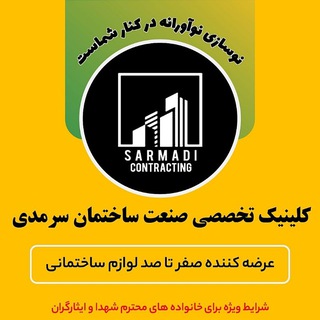 نوسازی نوآورانه در کنار شماست
SARMADI
CONTRACTING
کلینیک تخصصی صنعت ساختمان سرمدی
عرضه کننده صفر تا صد لوازم ساختمانی
شرایط ویژه برای خانواده های محترم شهدا و ایثارگران